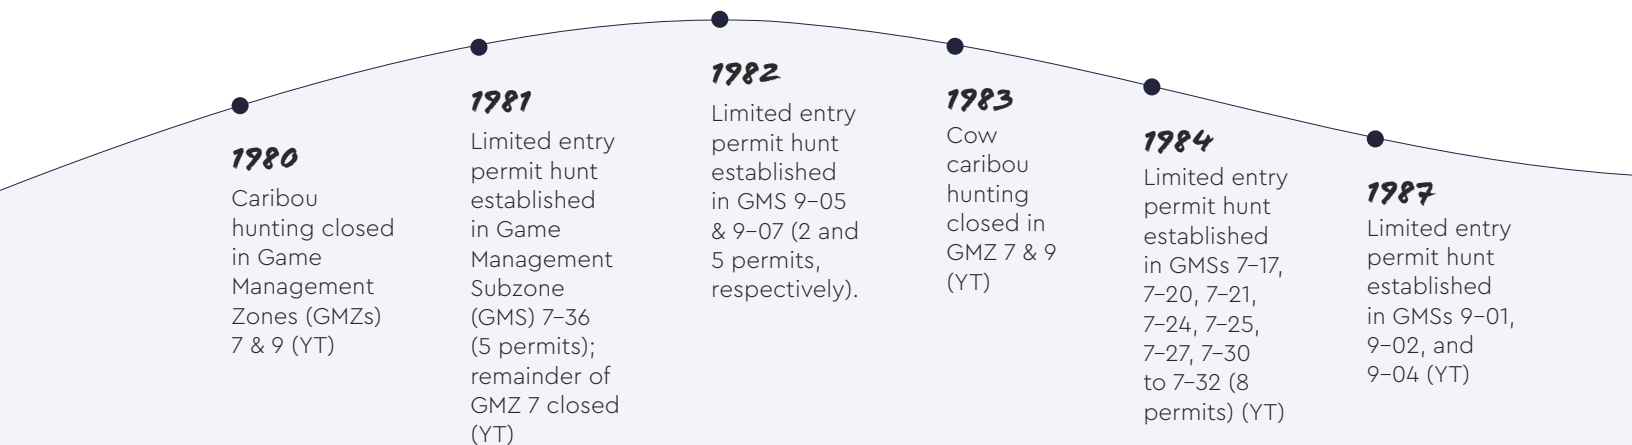 1980
Caribou
hunting closed
in Game
Management
Zones (GMZs)
7 & 9 (YT)
1981
Limited entry
permit hunt
established
in Game
Management
Subzone
(GMS) 7–36
(5 permits);
remainder of
GMZ 7 closed
(YT)
1982
Limited entry
permit hunt
established
in GMS 9–05
& 9–07 (2 and
5 permits,
respectively).
1983
Cow
caribou
hunting
closed in
GMZ 7 & 9
(YT)
1984
Limited entry
permit hunt
established
in GMSs 7–17,
7–20, 7–21,
7–24, 7–25,
7–27, 7–30
to 7–32 (8
permits) (YT)
1987
Limited entry
permit hunt
established
in GMSs 9–01,
9–02, and
9–04 (YT)